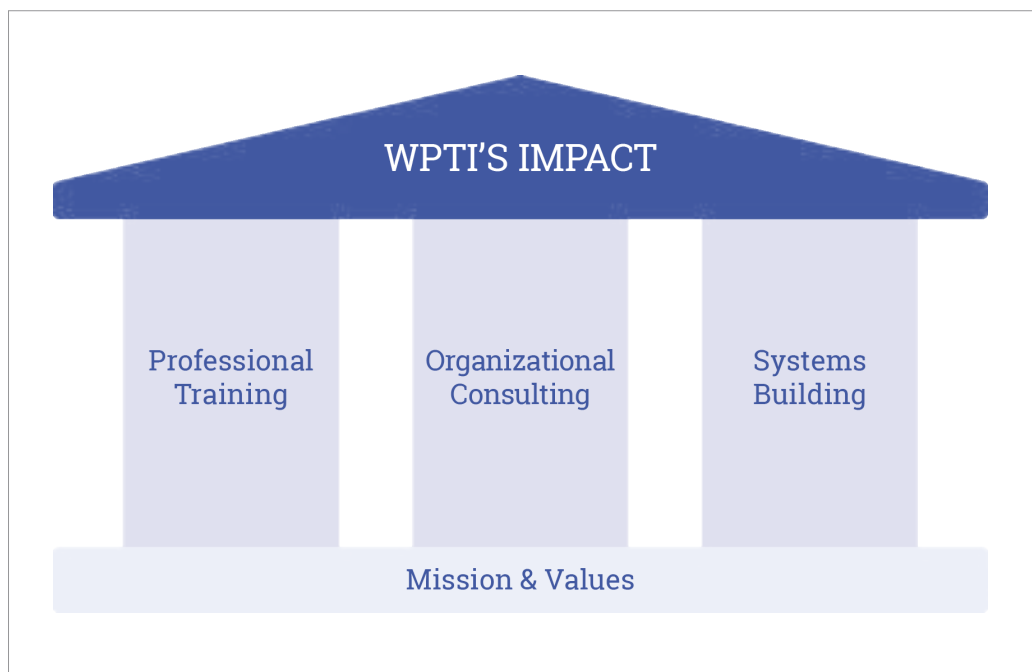 WPTI’S IMPACT
Professional
Training
Organizational
Consulting
Systems
Building
Mission & Values